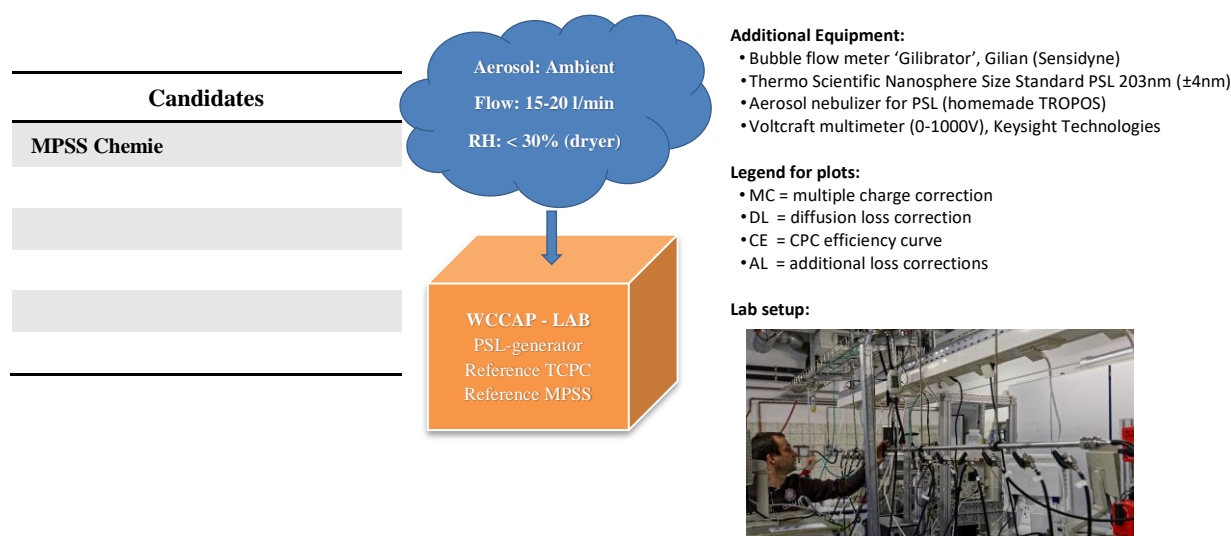 Candidates
MPSS Chemie
Aerosol: Ambient
Flow: 15-20 l/min
RH: < 30% (dryer)
WCCAP - LAB
PSL-generator
Reference TCPC
Reference MPSS
Additional Equipment:
• Bubble flow meter ‘Gilibrator’, Gilian (Sensidyne)
• Thermo Scientific Nanosphere Size Standard PSL 203nm (±4nm)
• Aerosol nebulizer for PSL (homemade TROPOS)
• Voltcraft multimeter (0-1000V), Keysight Technologies
Legend for plots:
• MC = multiple charge correction
• DL = diffusion loss correction
• CE = CPC efficiency curve
• AL = additional loss corrections
Lab setup: